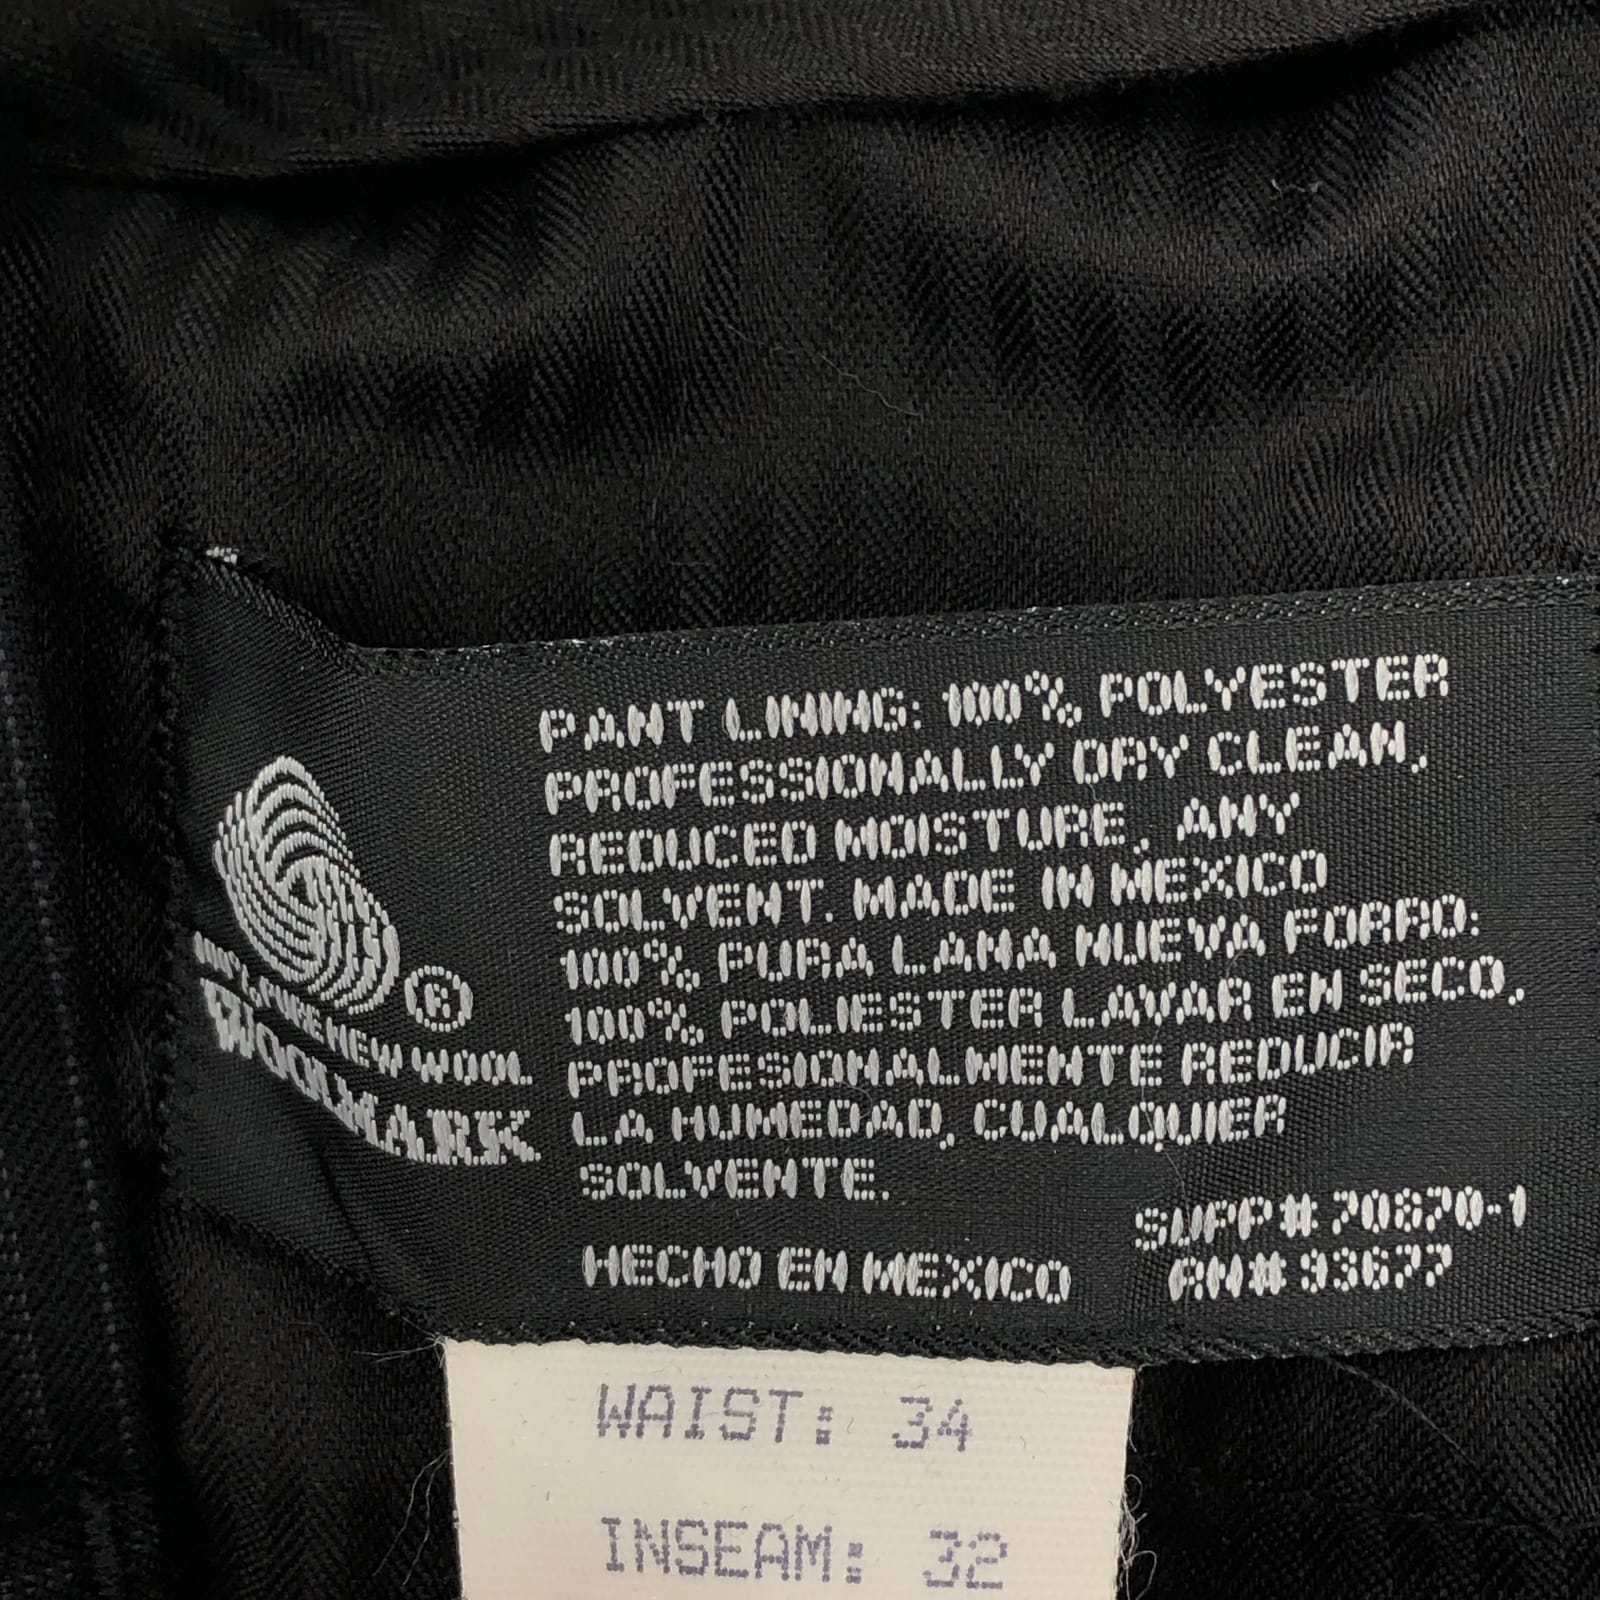 100% PURE NEW WOOL
WOOLMARK
®
PANT LINING: 100% POLYESTER
PROFESSIONALLY DRY CLEAN,
REDUCED MOISTURE, ANY
SOLVENT. MADE IN MEXICO
100% PURA LANA NUEVA FORRO:
100% POLIESTER LAVAR EN SECO,
PROFESIONALMENTE REDUCIR
LA HUMEDAD, CUALQUIER
SOLVENTE.
HECHO EN MEXICO
SUPP# 70870-1
RN# 93677
WAIST: 34
INSEAM: 32